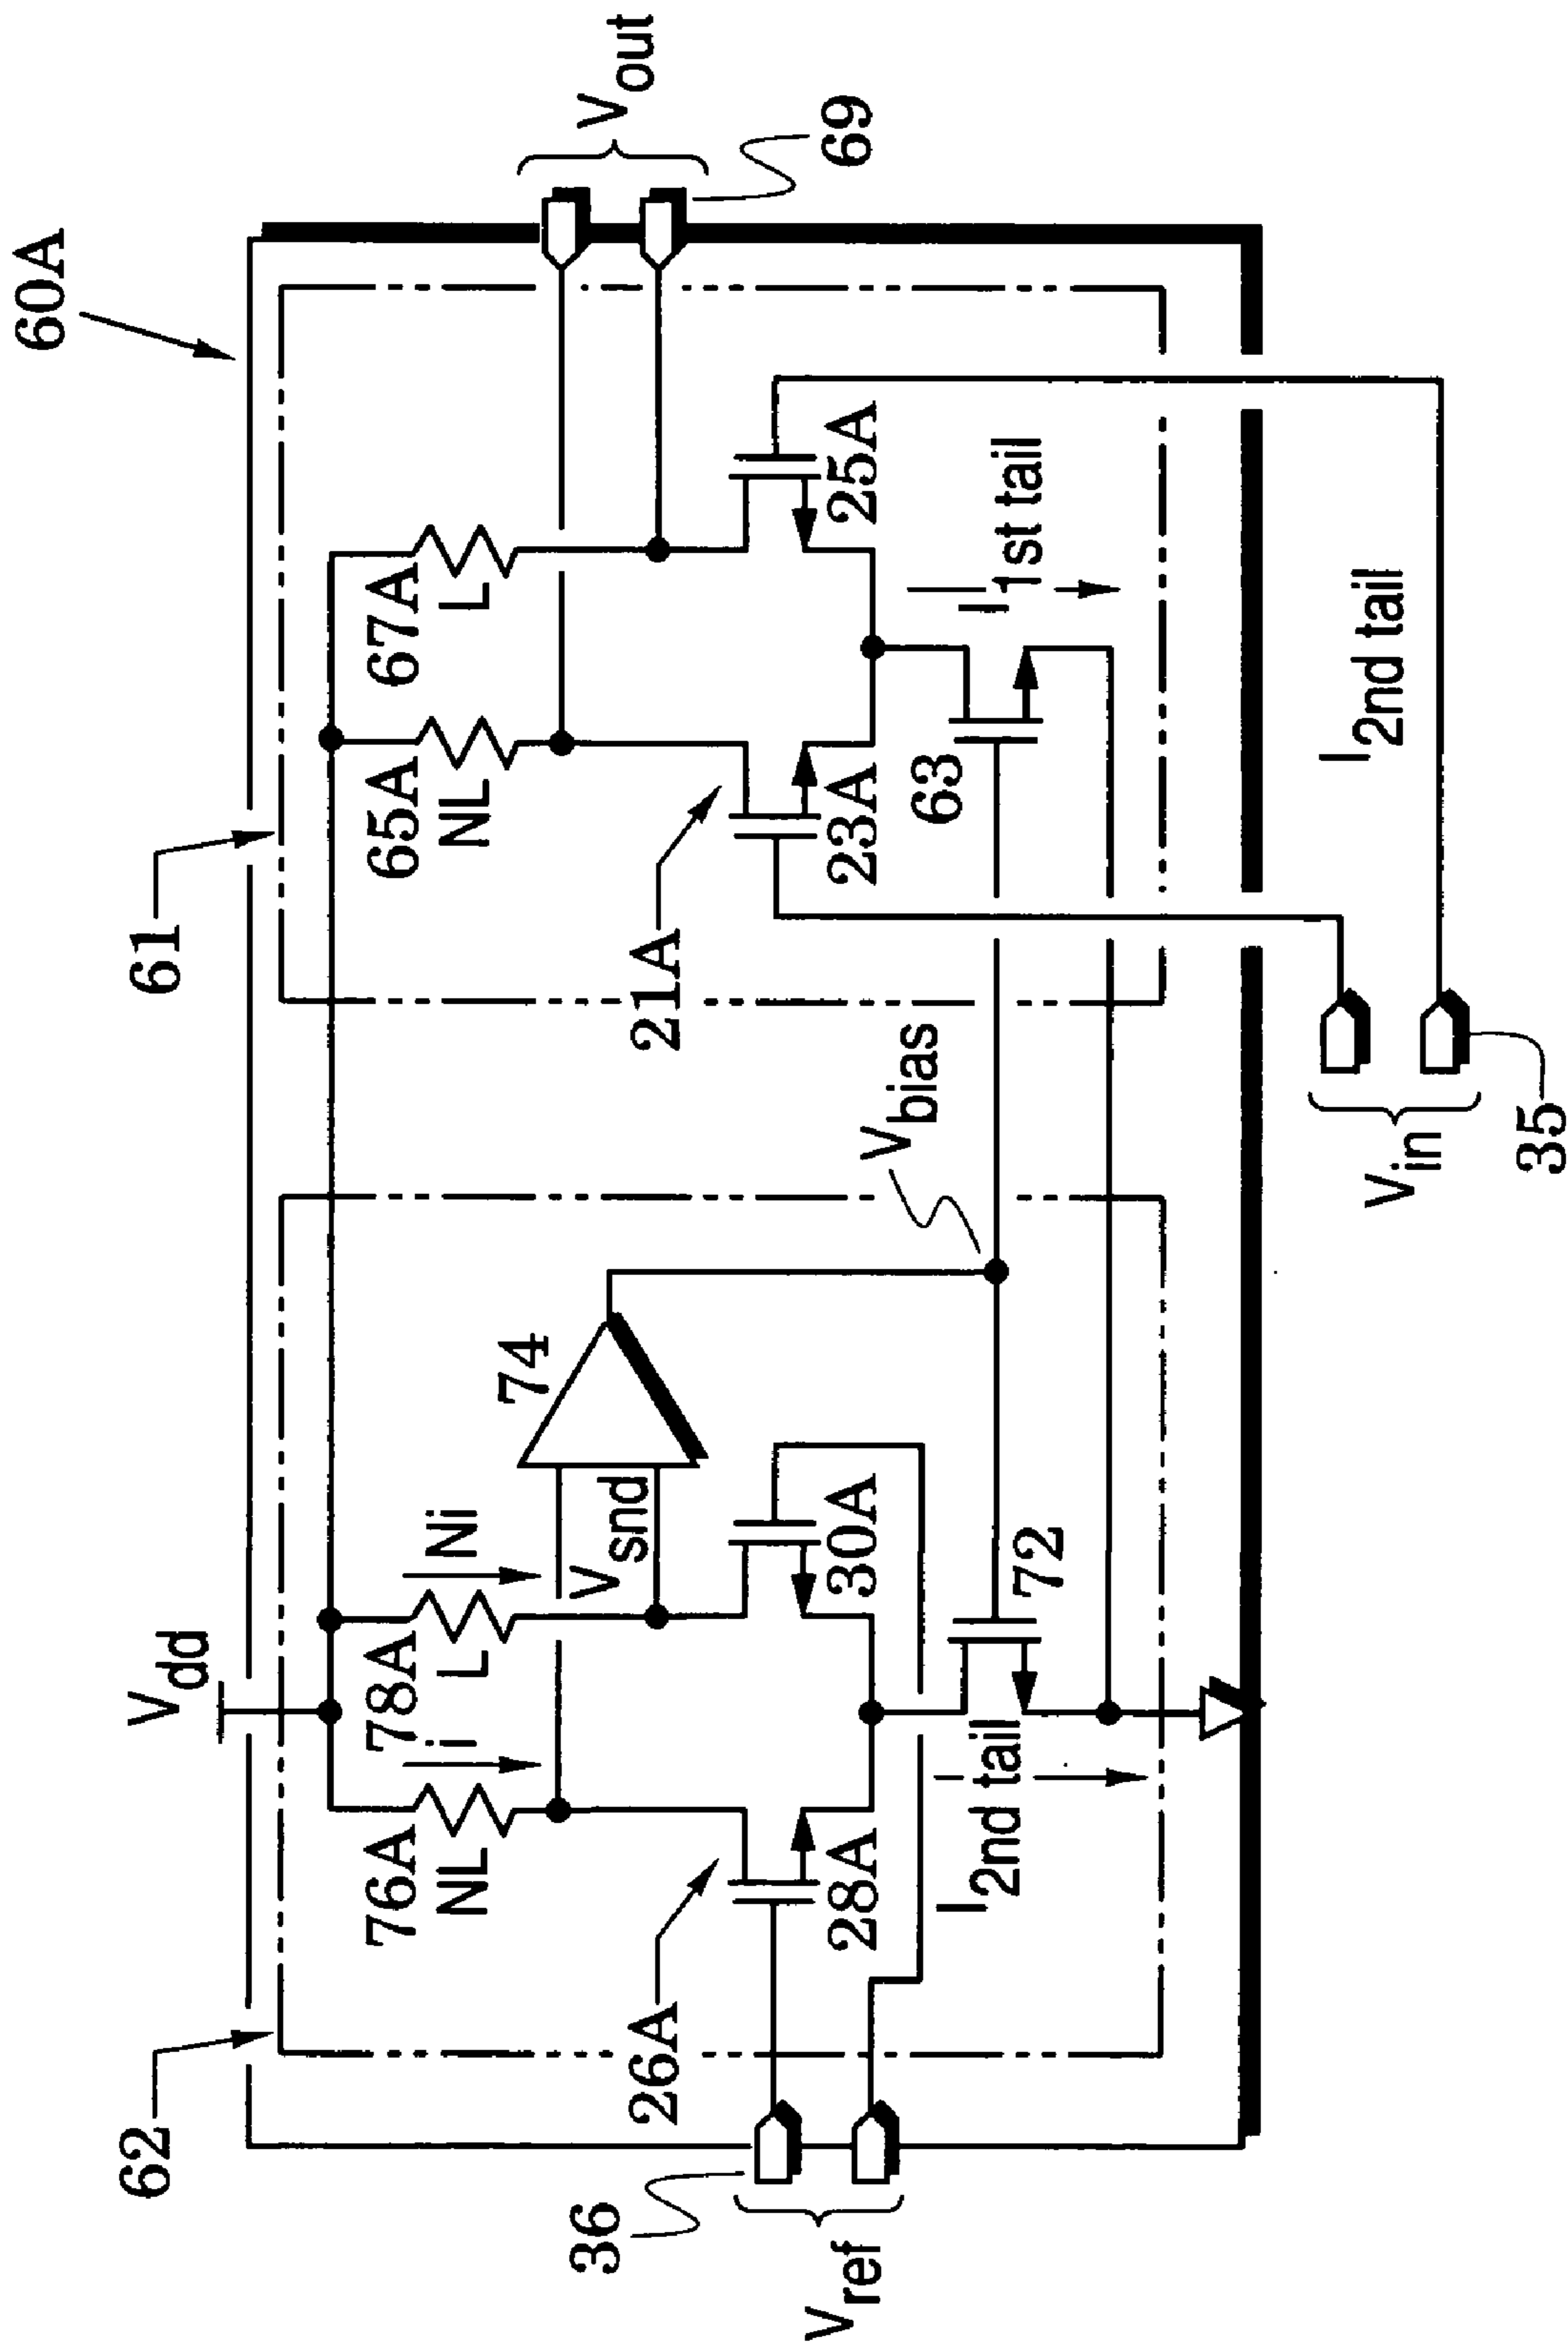 60A
61
62
Vdd
76A
NL
i
78A
L
Ni
65A
NL
67A
L
74
Vsnd
Vout
69
26A
28A
30A
21A
23A
25A
36
Vref
Vbias
I2nd tail
72
63
I1st tail
I2nd tail
Vin
35